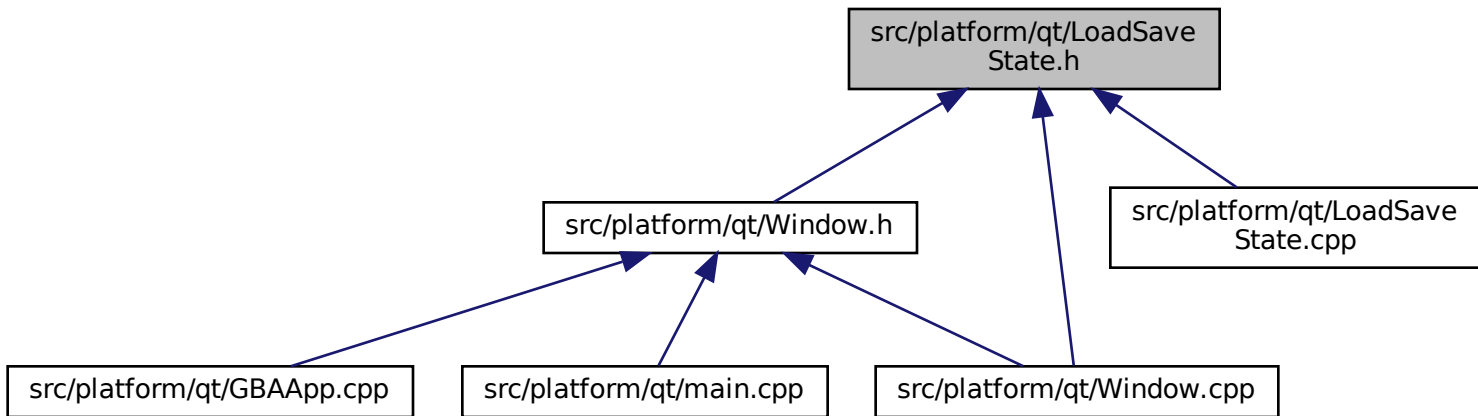 src/platform/qt/LoadSave
State.h
src/platform/qt/Window.h
src/platform/qt/LoadSave
State.cpp
src/platform/qt/GBAApp.cpp
src/platform/qt/main.cpp
src/platform/qt/Window.cpp